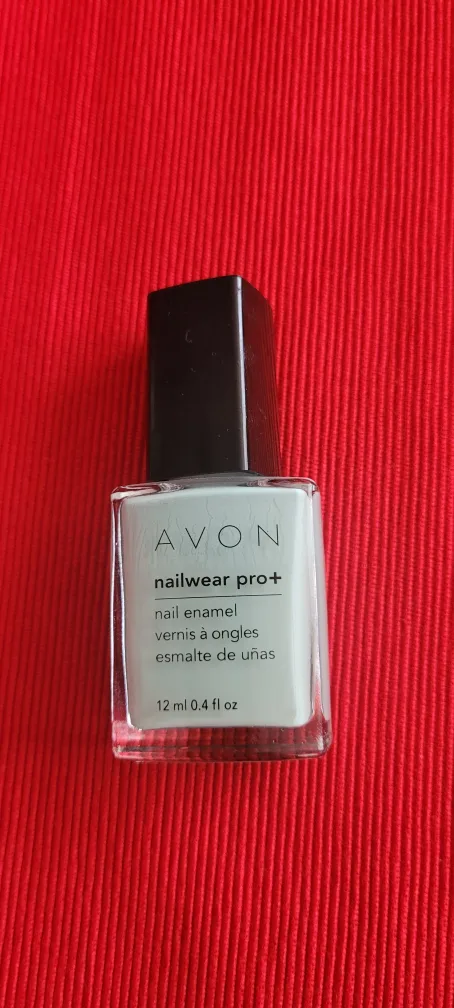 AVON
nailwear pro+
nail enamel
vernis à ongles
esmalte de uñas
12 ml 0.4 fl oz